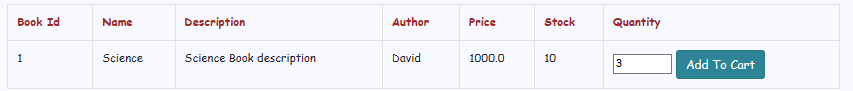 Book Id Name Description Author Price Stock Quantity
1 Science Science Book description David 1000.0 10 3 Add To Cart